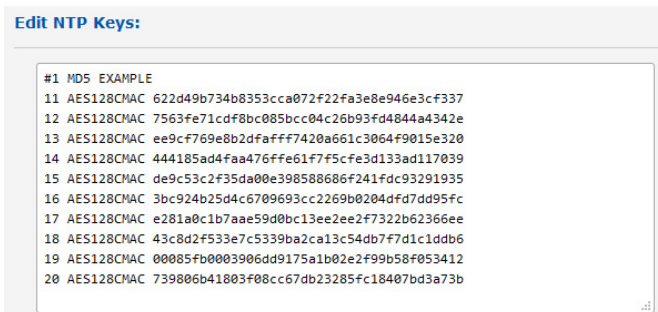 Edit NTP Keys:
#1 MD5 EXAMPLE
11 AES128CMAC 622d49b734b8353cca072f22fa3e8e946e3cf337
12 AES128CMAC 7563fe71cdf8bc085bcc04c26b93fd4844a4342e
13 AES128CMAC ee9cf769e8b2dfafff7420a661c3064f9015e320
14 AES128CMAC 444185ad4faa476ffe61f7f5cfe3d133ad117039
15 AES128CMAC de9c53c2f35da00e398588686f241fdc93291935
16 AES128CMAC 3bc924b25d4c6709693cc2269b0204dfd7dd95fc
17 AES128CMAC e281a0c1b7aae59d0bc13ee2ee2f7322b62366ee
18 AES128CMAC 43c8d2f533e7c5339ba2ca13c54db7f7d1c1ddb6
19 AES128CMAC 00085fb0003906dd9175a1b02e2f99b58f053412
20 AES128CMAC 739806b41803f08cc67db23285fc18407bd3a73b